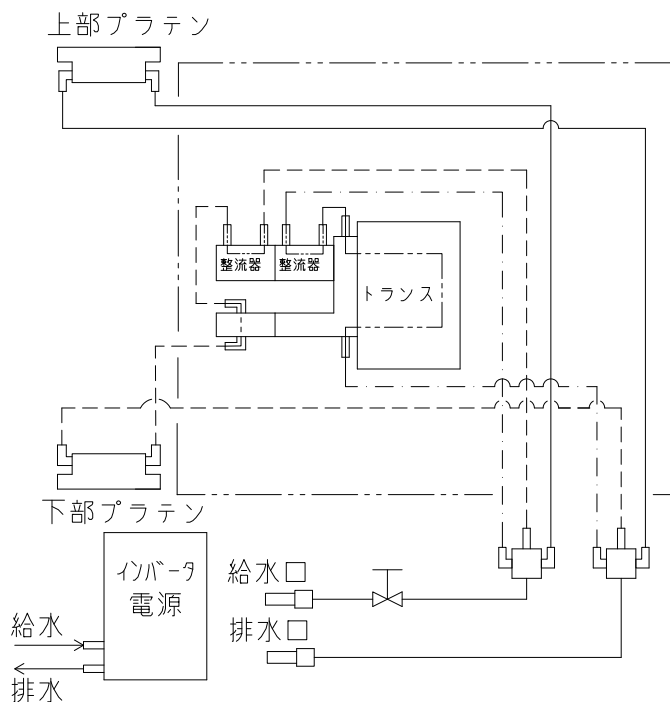 上部プラテン
整流器
整流器
トランス
下部プラテン
インバータ
電源
給水口
給水
排水口
排水